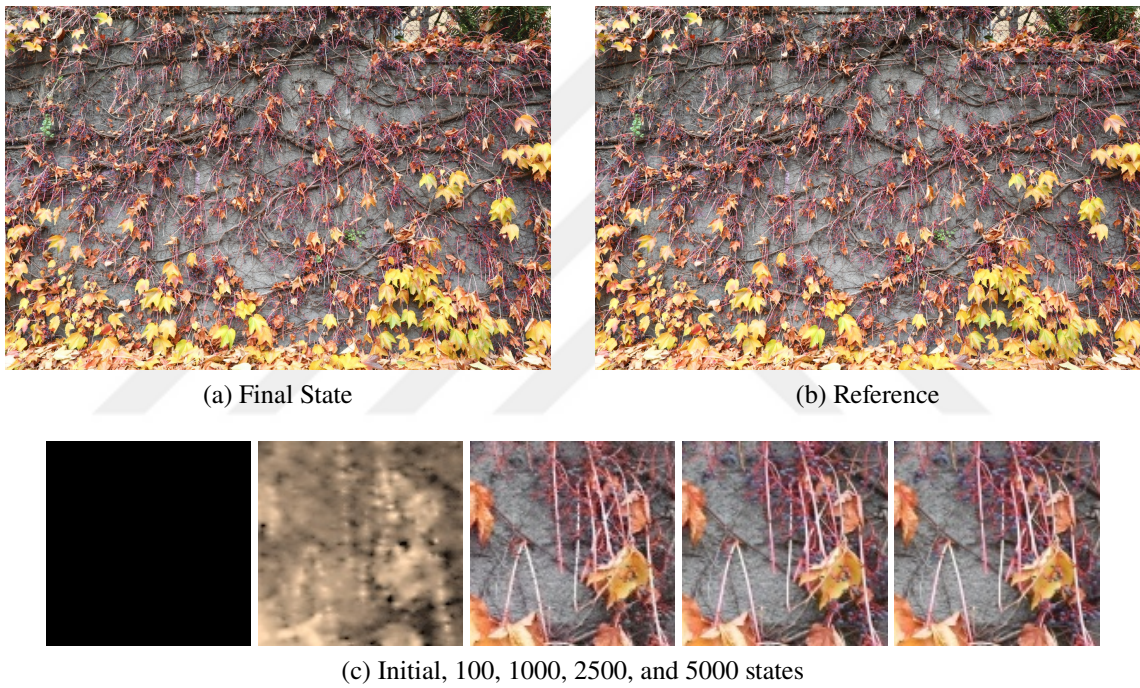 (a) Final State
(b) Reference
(c) Initial, 100, 1000, 2500, and 5000 states